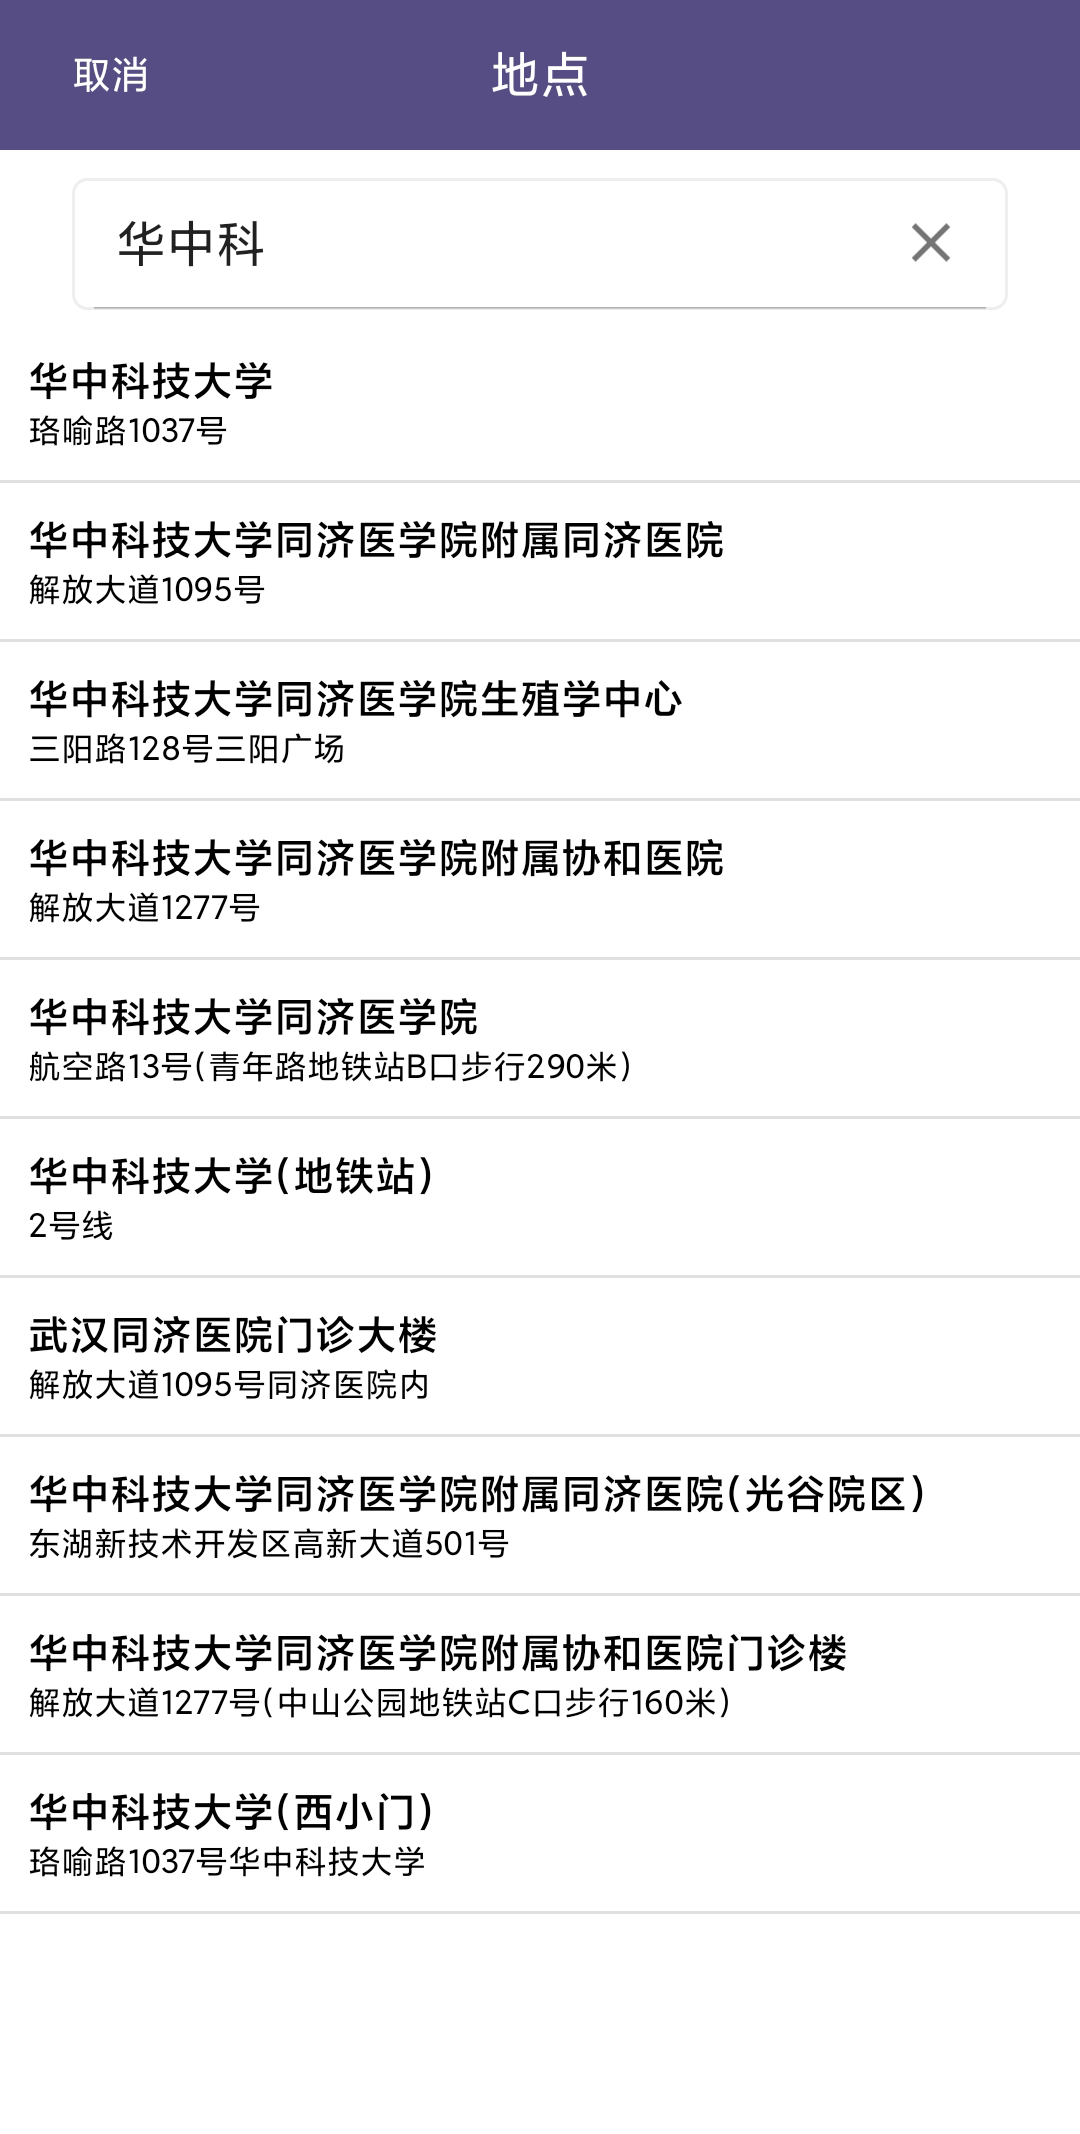 取消
地点
华中科
华中科技大学
珞喻路1037号
华中科技大学同济医学院附属同济医院
解放大道1095号
华中科技大学同济医学院生殖学中心
三阳路128号三阳广场
华中科技大学同济医学院附属协和医院
解放大道1277号
华中科技大学同济医学院
航空路13号(青年路地铁站B口步行290米)
华中科技大学(地铁站)
2号线
武汉同济医院门诊大楼
解放大道1095号同济医院内
华中科技大学同济医学院附属同济医院(光谷院区)
东湖新技术开发区高新大道501号
华中科技大学同济医学院附属协和医院门诊楼
解放大道1277号(中山公园地铁站C口步行160米)
华中科技大学(西小门)
珞喻路1037号华中科技大学